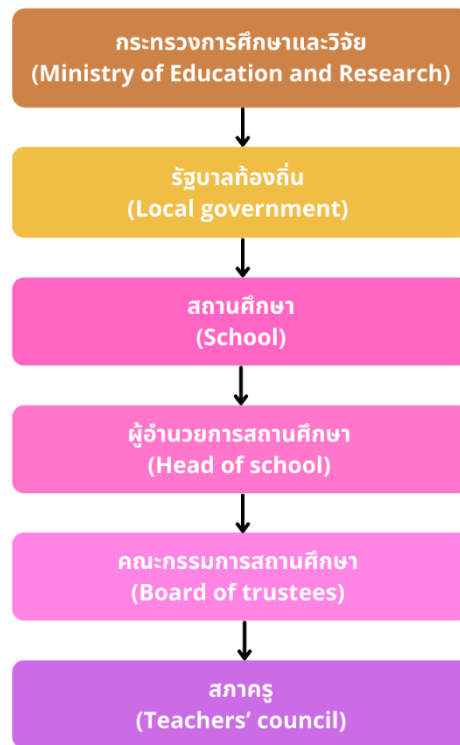 กระทรวงการศึกษาและวิจัย
(Ministry of Education and Research)
รัฐบาลท้องถิ่น
(Local government)
สถานศึกษา
(School)
ผู้อำนวยการสถานศึกษา
(Head of school)
คณะกรรมการสถานศึกษา
(Board of trustees)
สภาครู
(Teachers’ council)